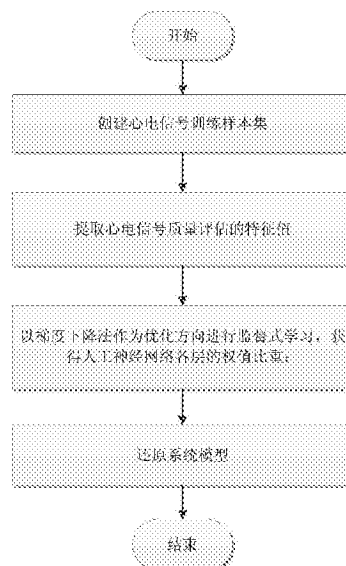 开始
创建心电信号训练样本集
提取心电信号质量评估的特征值
以梯度下降法作为优化方向进行监督式学习，获
得人工神经网络各层的权值比重；
还原系统模型
结束